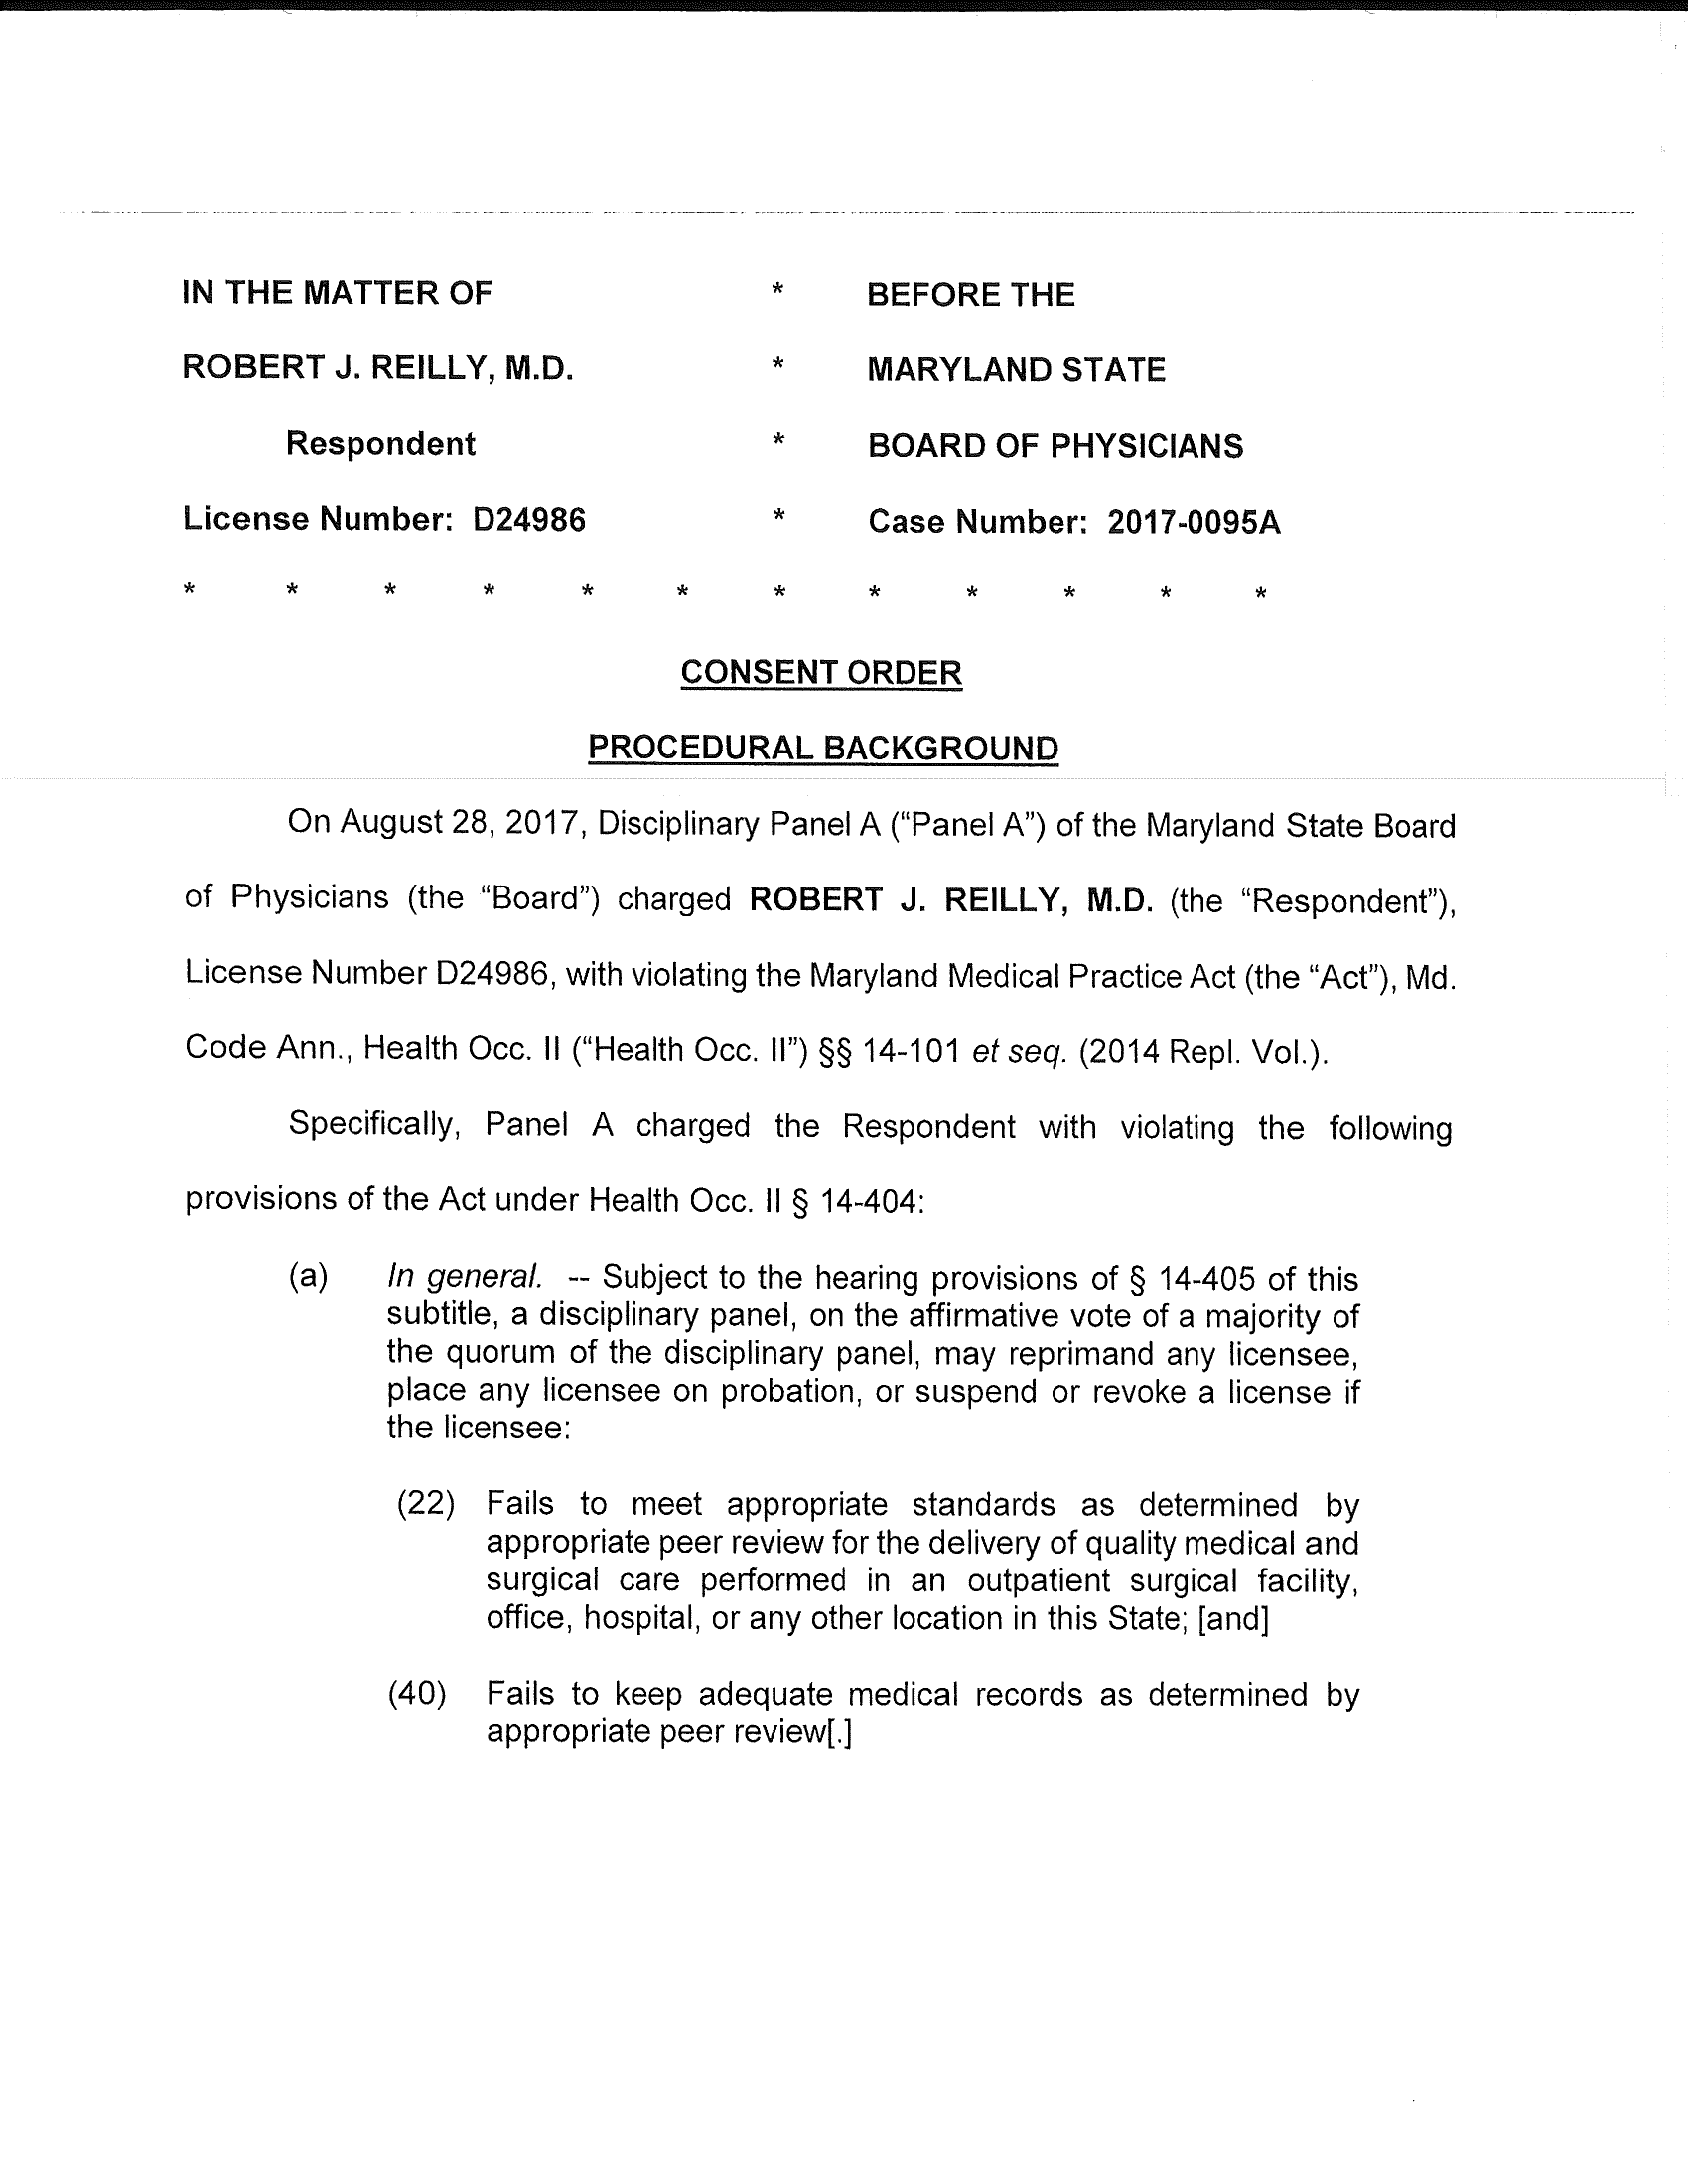 IN THE MATTER OF * BEFORE THE
ROBERT J. REILLY, M.D. * MARYLAND STATE
Respondent * BOARD OF PHYSICIANS
License Number: D24986 * Case Number: 2017-0095A
* * * * * * * * * * * *
CONSENT ORDER
PROCEDURAL BACKGROUND
On August 28, 2017, Disciplinary Panel A (“Panel A”) of the Maryland State Board
of Physicians (the “Board”) charged ROBERT J. REILLY, M.D. (the “Respondent”),
License Number D24986, with violating the Maryland Medical Practice Act (the “Act”), Md.
Code Ann., Health Occ. II (“Health Occ. II”) §§ 14-101 et seq. (2014 Repl. Vol.).
Specifically, Panel A charged the Respondent with violating the following
provisions of the Act under Health Occ. II § 14-404:
(a) In general. -- Subject to the hearing provisions of § 14-405 of this
subtitle, a disciplinary panel, on the affirmative vote of a majority of
the quorum of the disciplinary panel, may reprimand any licensee,
place any licensee on probation, or suspend or revoke a license if
the licensee:
(22) Fails to meet appropriate standards as determined by
appropriate peer review for the delivery of quality medical and
surgical care performed in an outpatient surgical facility,
office, hospital, or any other location in this State; [and]
(40) Fails to keep adequate medical records as determined by
appropriate peer review[.]